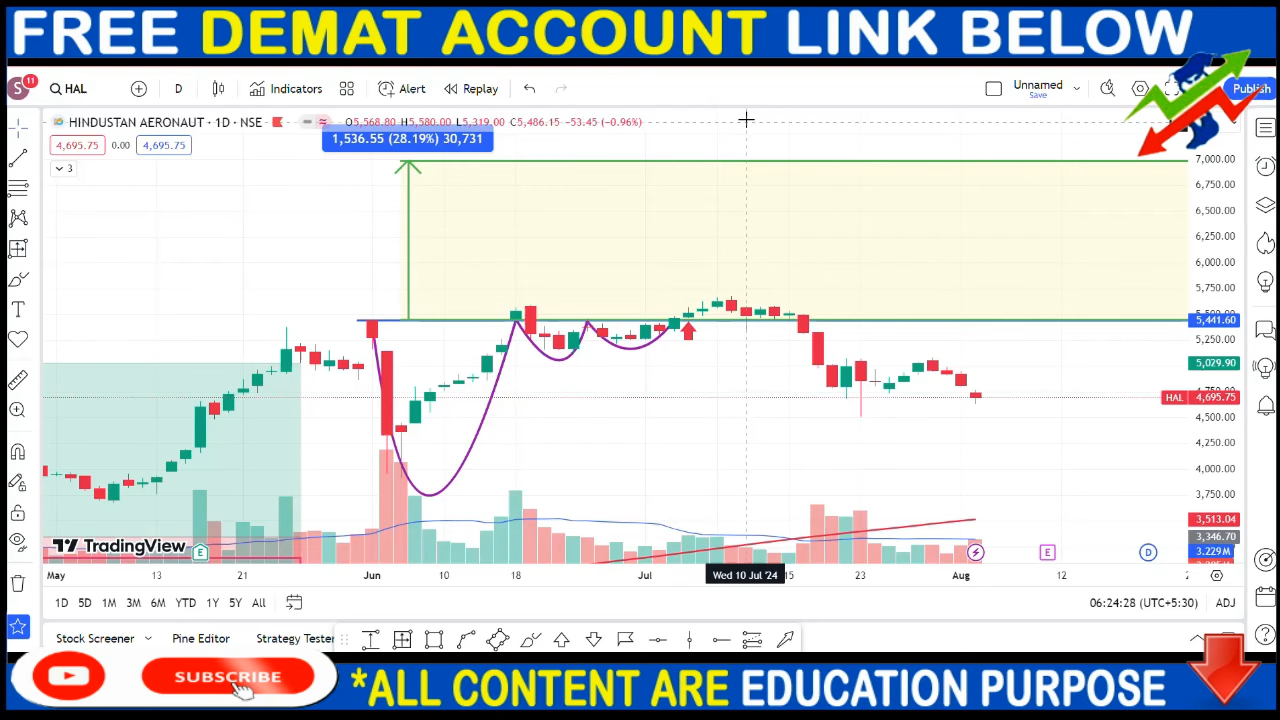 FREE DEMAT ACCOUNT LINK BELOW
S 11 HAL D Indicators Alert Replay Unnamed Save Publish
HINDUSTAN AERONAUT · 1D · NSE O5,568.80 H5,580.00 L5,319.00 C5,486.15 −53.45 (−0.96%)
1,536.55 (28.19%) 30,731
4,695.75 0.00 4,695.75
3
7,000.00
6,750.00
6,500.00
6,250.00
6,000.00
5,750.00
5,441.60
5,250.00
5,029.90
HAL 4,695.75
4,500.00
4,250.00
4,000.00
3,750.00
3,513.04
3,346.70
3.229M
TradingView E E D
May 13 21 Jun 10 18 Jul Wed 10 Jul '24 15 23 Aug 12
1D 5D 1M 3M 6M YTD 1Y 5Y All 06:24:28 (UTC+5:30) ADJ
Stock Screener Pine Editor Strategy Tester
SUBSCRIBE
*ALL CONTENT ARE EDUCATION PURPOSE